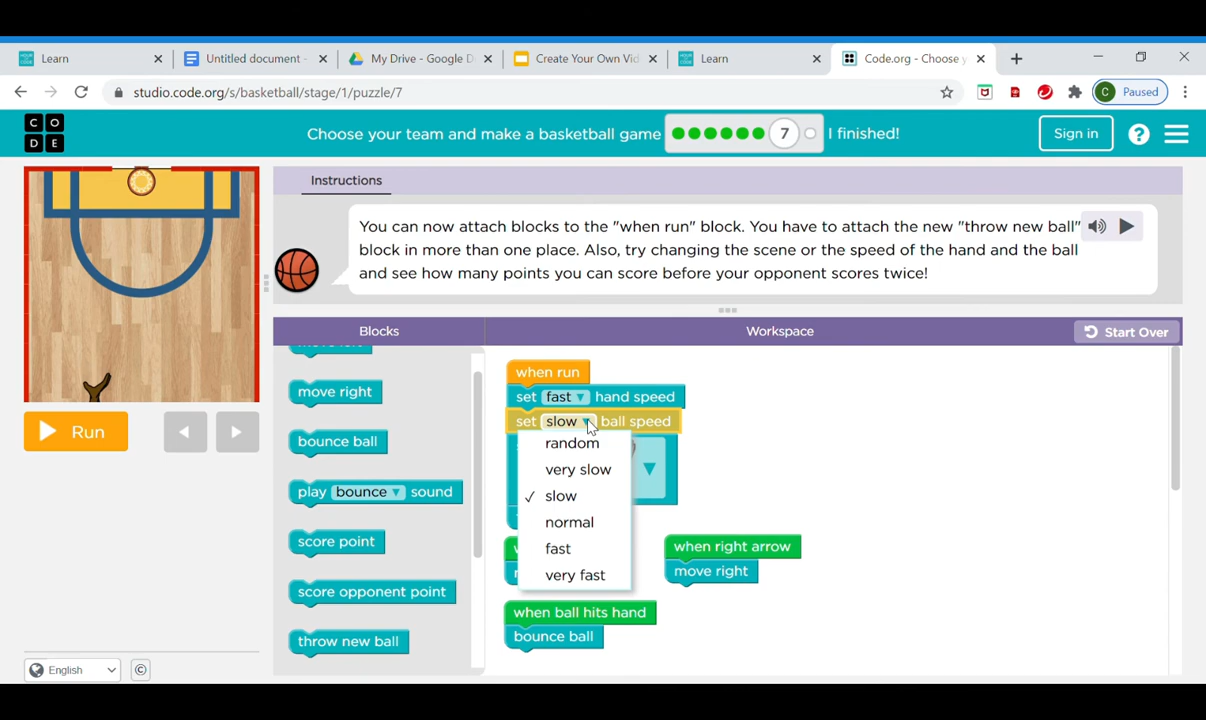 Learn
Untitled document -
My Drive - Google D
Create Your Own Vid
Learn
Code.org - Choose y
studio.code.org/s/basketball/stage/1/puzzle/7
C Paused
C O
D E
Choose your team and make a basketball game
7
I finished!
Sign in
?
Instructions
You can now attach blocks to the "when run" block. You have to attach the new "throw new ball"
block in more than one place. Also, try changing the scene or the speed of the hand and the ball
and see how many points you can score before your opponent scores twice!
Blocks
Workspace
Start Over
move left
move right
bounce ball
play bounce sound
score point
score opponent point
throw new ball
when run
set fast hand speed
set slow ball speed
random
very slow
✓ slow
normal
fast
very fast
when right arrow
move right
when ball hits hand
bounce ball
Run
English
©